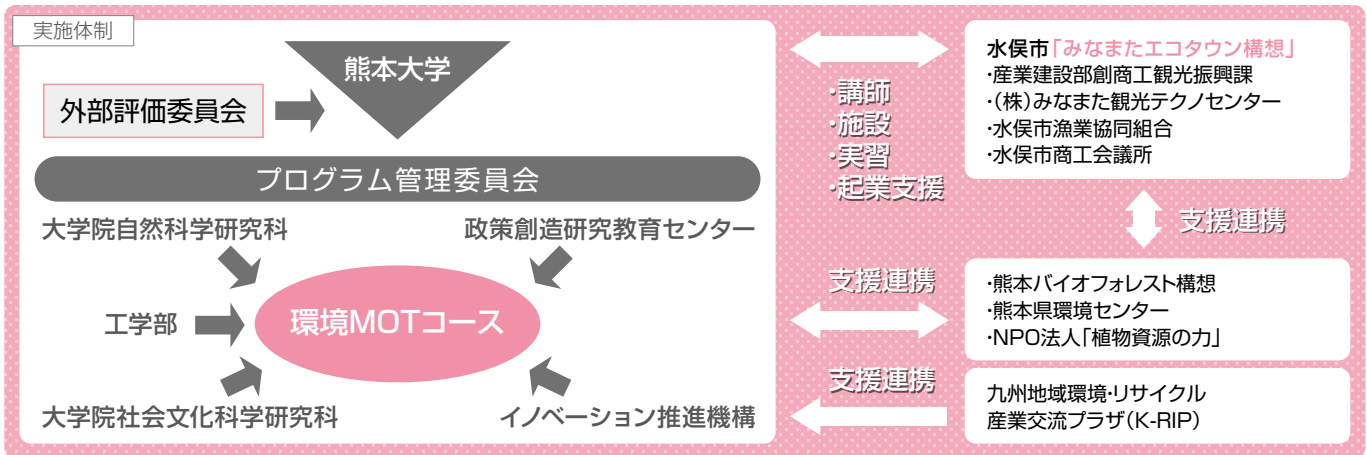 実施体制
熊本大学
外部評価委員会
プログラム管理委員会
大学院自然科学研究科
政策創造研究教育センター
工学部
環境MOTコース
大学院社会文化科学研究科
イノベーション推進機構
・講師
・施設
・実習
・起業支援
支援連携
支援連携
水俣市「みなまたエコタウン構想」
・産業建設部創商工観光振興課
・(株)みなまた観光テクノセンター
・水俣市漁業協同組合
・水俣市商工会議所
支援連携
・熊本バイオフォレスト構想
・熊本県環境センター
・NPO法人「植物資源の力」
九州地域環境・リサイクル
産業交流プラザ(K-RIP)